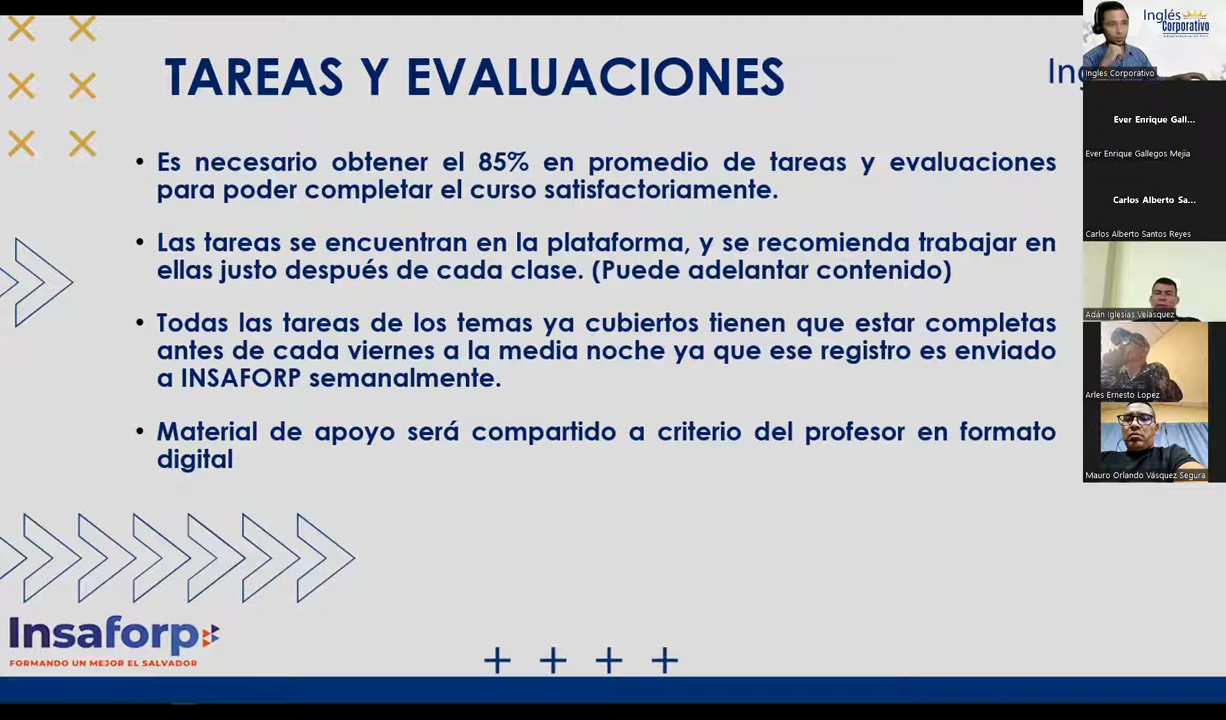 TAREAS Y EVALUACIONES
• Es necesario obtener el 85% en promedio de tareas y evaluaciones
para poder completar el curso satisfactoriamente.
• Las tareas se encuentran en la plataforma, y se recomienda trabajar en
ellas justo después de cada clase. (Puede adelantar contenido)
• Todas las tareas de los temas ya cubiertos tienen que estar completas
antes de cada viernes a la media noche ya que ese registro es enviado
a INSAFORP semanalmente.
• Material de apoyo será compartido a criterio del profesor en formato
digital
Insaforp
FORMANDO UN MEJOR EL SALVADOR
Inglés
Corporativo
Ingles Corporativo
Ever Enrique Gall...
Ever Enrique Gallegos Mejia
Carlos Alberto Sa...
Carlos Alberto Santos Reyes
Adán Iglesias Velasquez
Arles Ernesto Lopez
Mauro Orlando Vásquez Segura